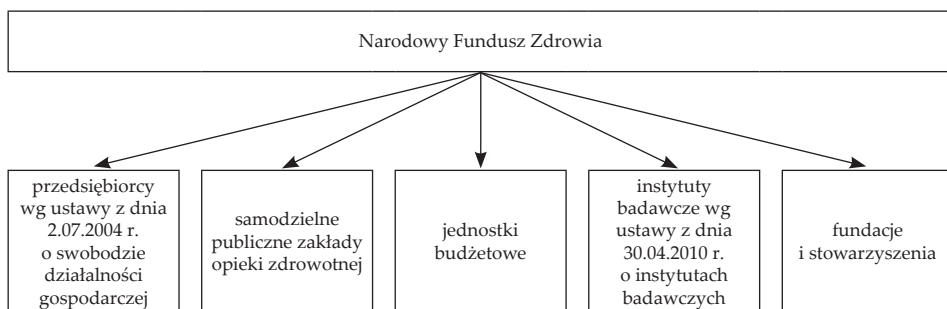 Narodowy Fundusz Zdrowia
przedsiębiorcy
wg ustawy z dnia
2.07.2004 r.
o swobodzie
działalności
gospodarczej
samodzielne
publiczne zakłady
opieki zdrowotnej
jednostki
budżetowe
instytuty
badawcze wg
ustawy z dnia
30.04.2010 r.
o instytutach
badawczych
fundacje
i stowarzyszenia